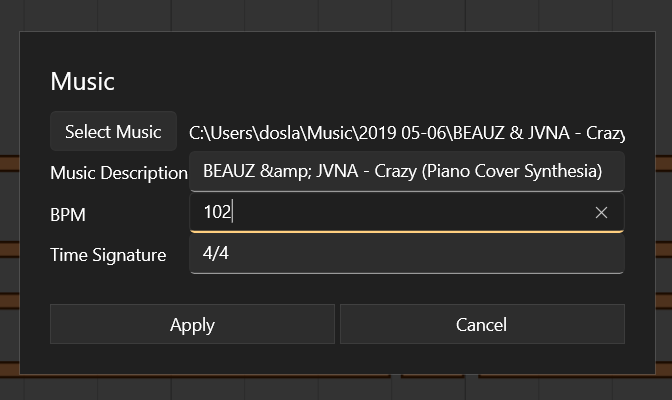 Music
Select Music C:\Users\dosla\Music\2019 05-06\BEAUZ & JVNA - Crazy
Music Description BEAUZ &amp; JVNA - Crazy (Piano Cover Synthesia)
BPM 102
Time Signature 4/4
Apply Cancel